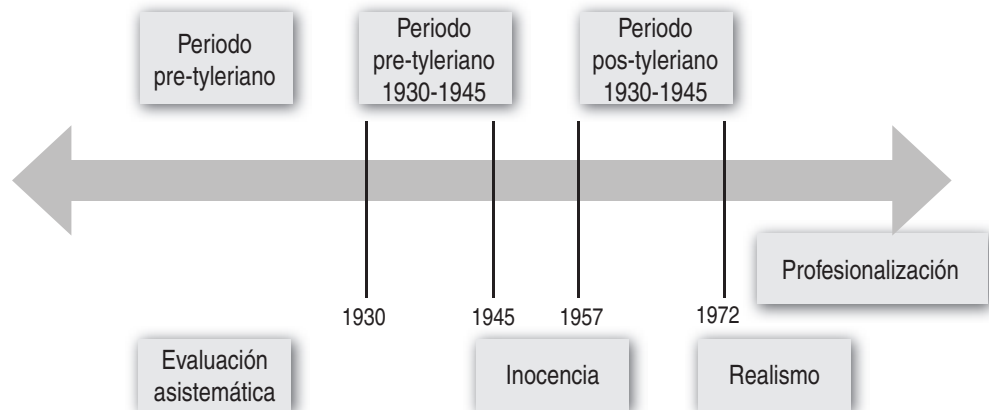 Periodo
pre-tyleriano
Periodo
pre-tyleriano
1930-1945
Periodo
pos-tyleriano
1930-1945
Profesionalización
1930
1945
1957
1972
Evaluación
asistemática
Inocencia
Realismo